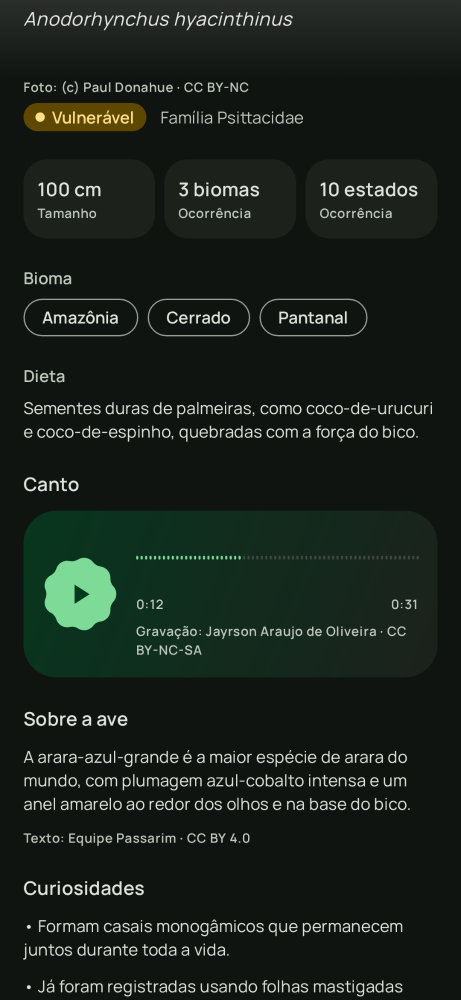 Anodorhynchus hyacinthinus
Foto: (c) Paul Donahue · CC BY-NC
Vulnerável Família Psittacidae
100 cm 3 biomas 10 estados
Tamanho Ocorrência Ocorrência
Bioma
Amazônia Cerrado Pantanal
Dieta
Sementes duras de palmeiras, como coco-de-urucuri
e coco-de-espinho, quebradas com a força do bico.
Canto
0:12 0:31
Gravação: Jayrson Araujo de Oliveira · CC
BY-NC-SA
Sobre a ave
A arara-azul-grande é a maior espécie de arara do
mundo, com plumagem azul-cobalto intensa e um
anel amarelo ao redor dos olhos e na base do bico.
Texto: Equipe Passarim · CC BY 4.0
Curiosidades
• Formam casais monogâmicos que permanecem
juntos durante toda a vida.
• Já foram registradas usando folhas mastigadas